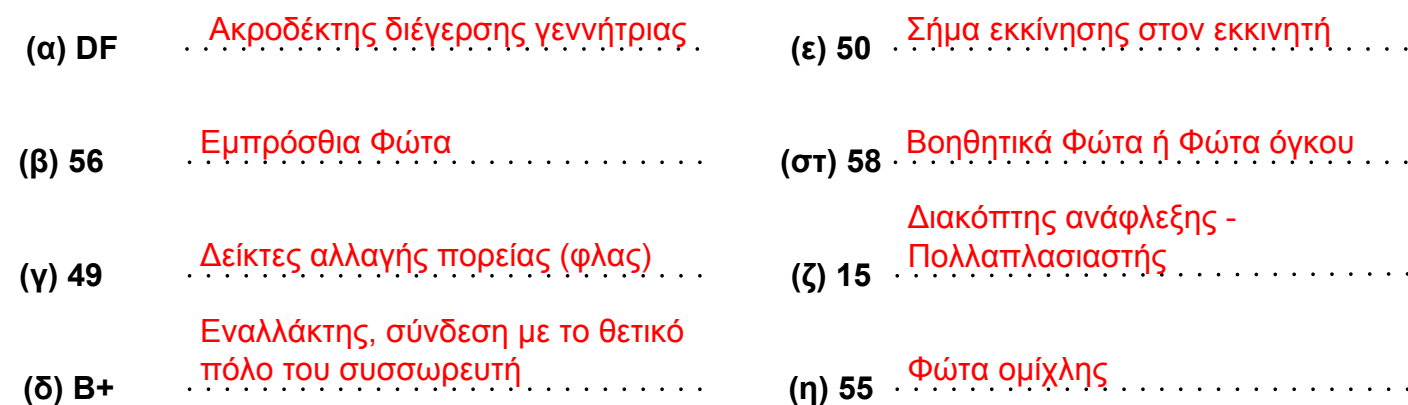 (α) DF Ακροδέκτης διέγερσης γεννήτριας
(ε) 50 Σήμα εκκίνησης στον εκκινητή
(β) 56 Εμπρόσθια Φώτα
(στ) 58 Βοηθητικά Φώτα ή Φώτα όγκου
(γ) 49 Δείκτες αλλαγής πορείας (φλας)
Διακόπτης ανάφλεξης -
(ζ) 15 Πολλαπλασιαστής
Εναλλάκτης, σύνδεση με το θετικό
(δ) B+ πόλο του συσσωρευτή
(η) 55 Φώτα ομίχλης